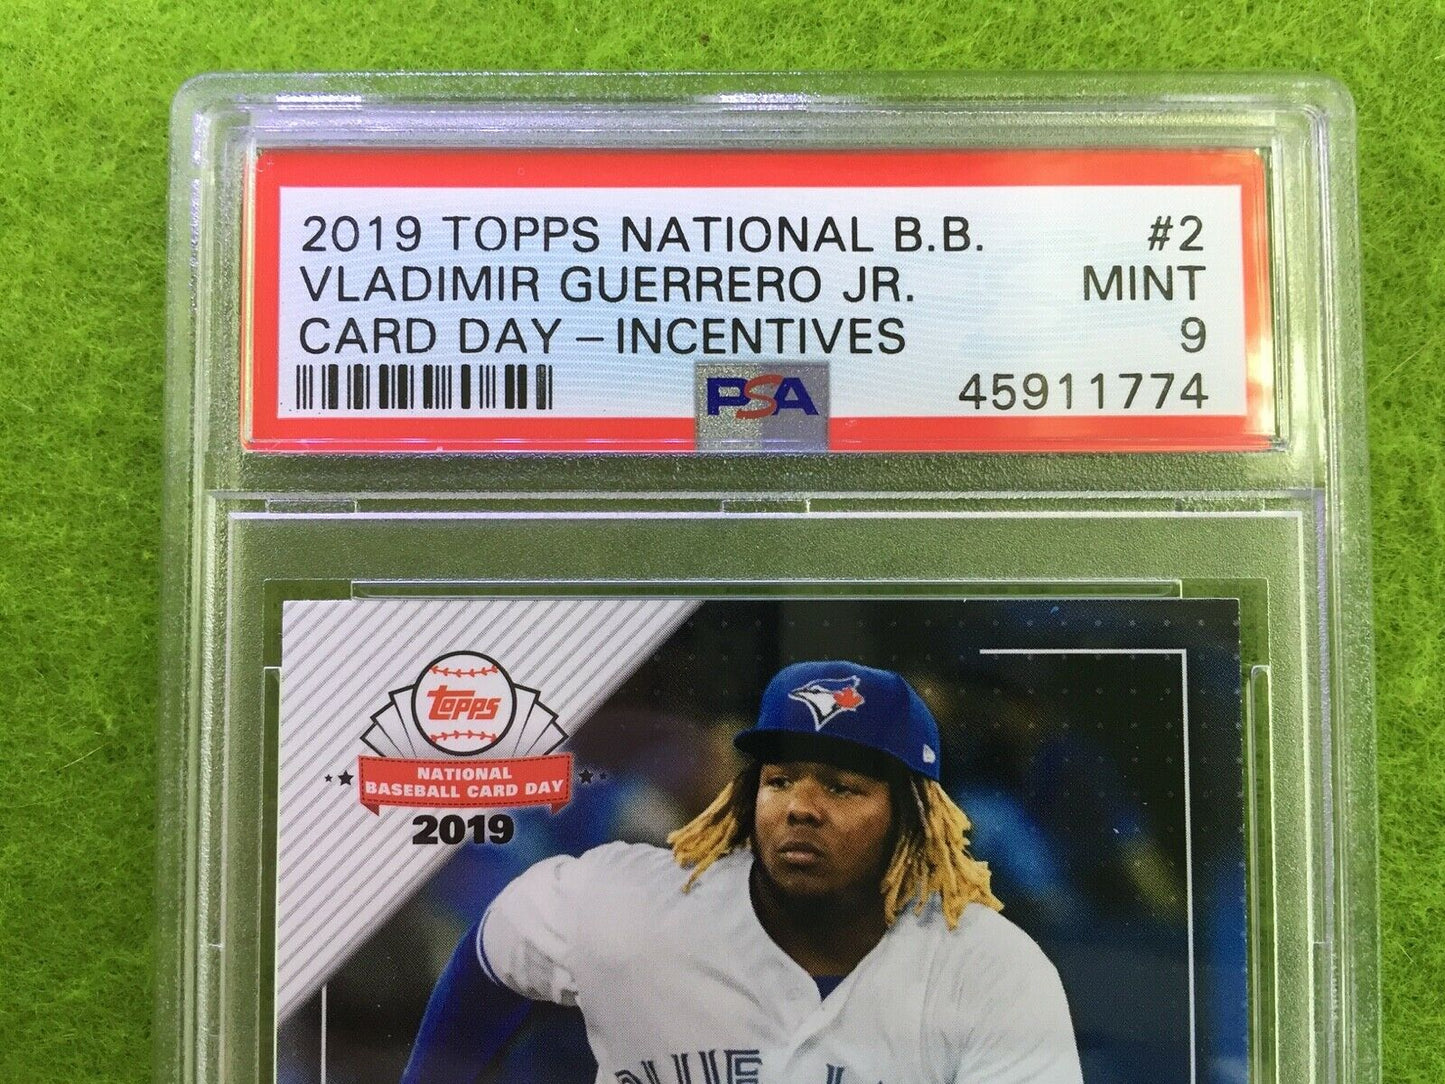 2019 TOPPS NATIONAL B.B. #2
VLADIMIR GUERRERO JR. MINT
CARD DAY – INCENTIVES 9
PSA 45911774
TOPPS
NATIONAL
BASEBALL CARD DAY
2019